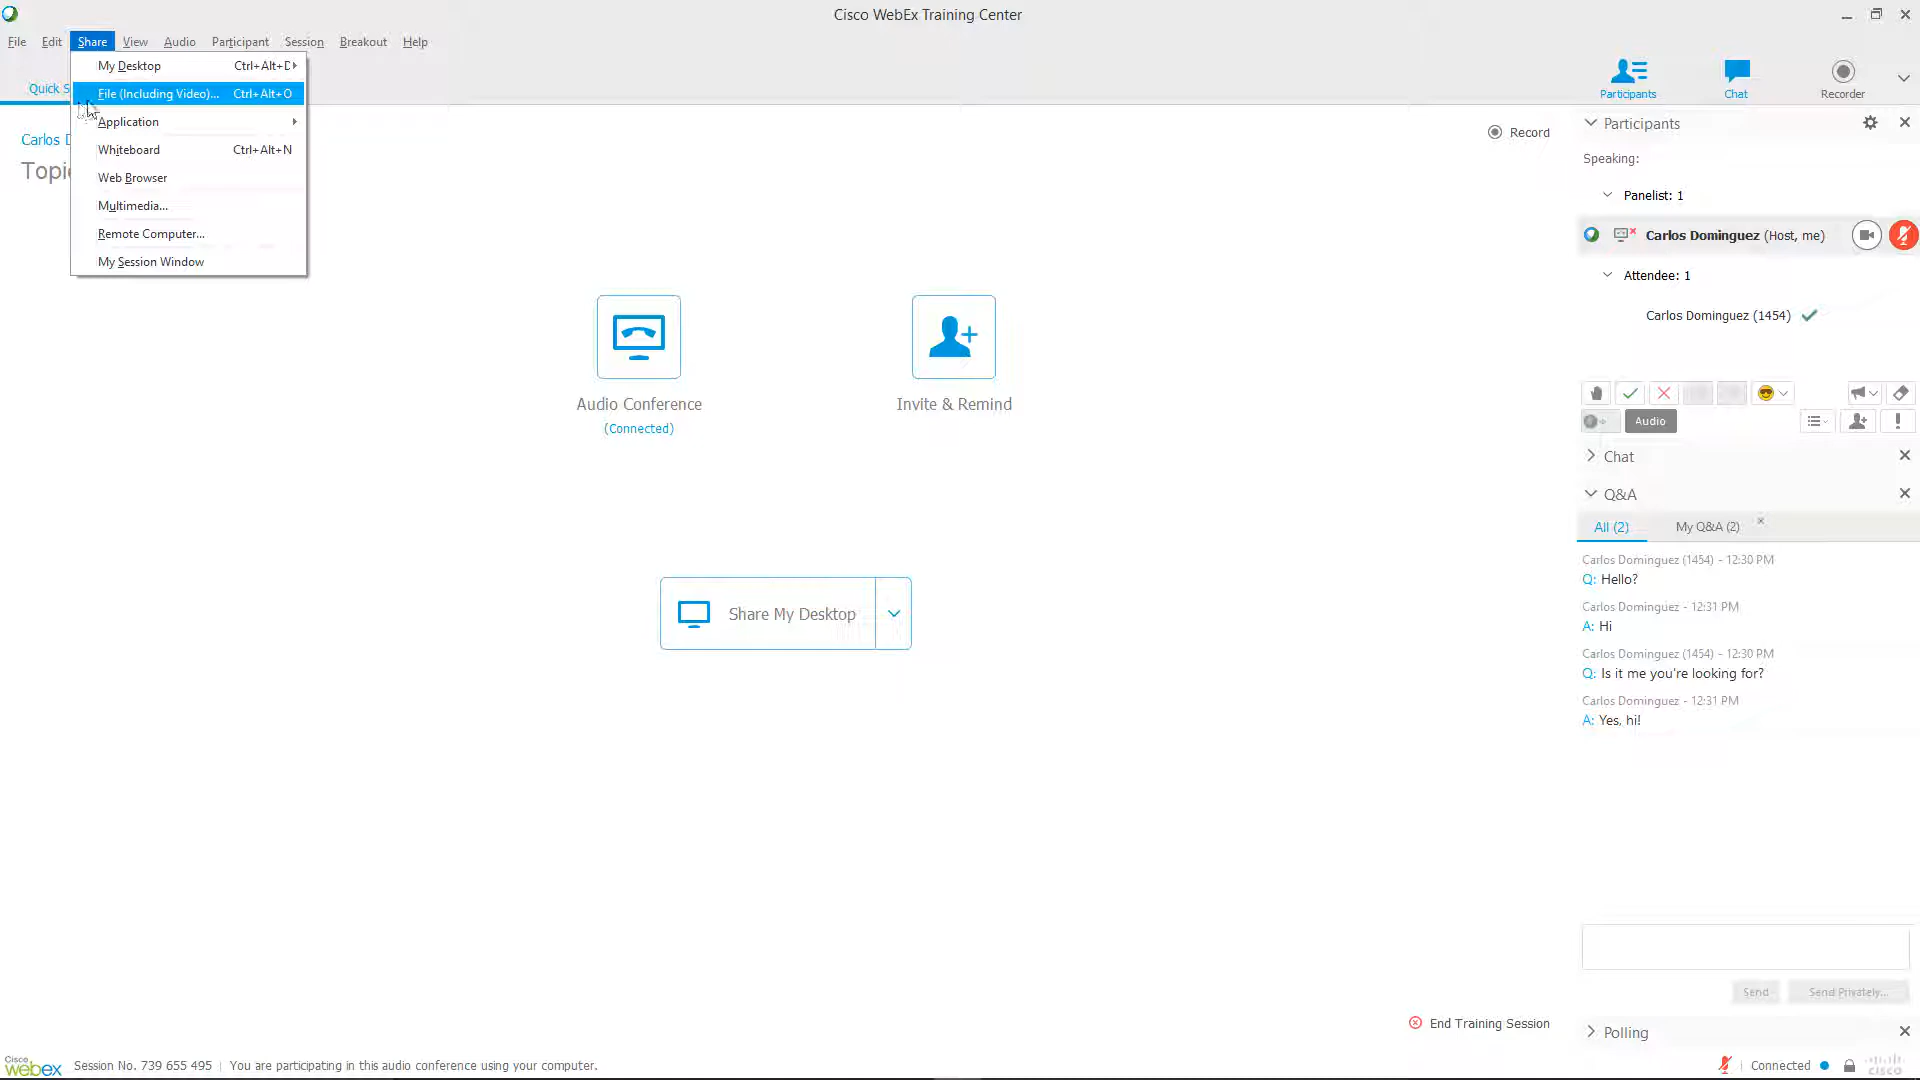 Cisco WebEx Training Center
File Edit Share View Audio Participant Session Breakout Help
My Desktop Ctrl+Alt+D
File (Including Video)... Ctrl+Alt+O
Application
Whiteboard Ctrl+Alt+N
Web Browser
Multimedia...
Remote Computer...
My Session Window
Quick S
Carlos D
Topi
Participants Chat Recorder
Record
Audio Conference
(Connected)
Invite & Remind
Share My Desktop
Participants
Speaking:
Panelist: 1
Carlos Dominguez (Host, me)
Attendee: 1
Carlos Dominguez (1454)
Audio
Chat
Q&A
All (2) My Q&A (2)
Carlos Dominguez (1454) - 12:30 PM
Q: Hello?
Carlos Dominguez - 12:31 PM
A: Hi
Carlos Dominguez (1454) - 12:30 PM
Q: Is it me you're looking for?
Carlos Dominguez - 12:31 PM
A: Yes, hi!
Send Send Privately...
End Training Session
Polling
Cisco
webex
Session No. 739 655 495 | You are participating in this audio conference using your computer.
Connected
cisco